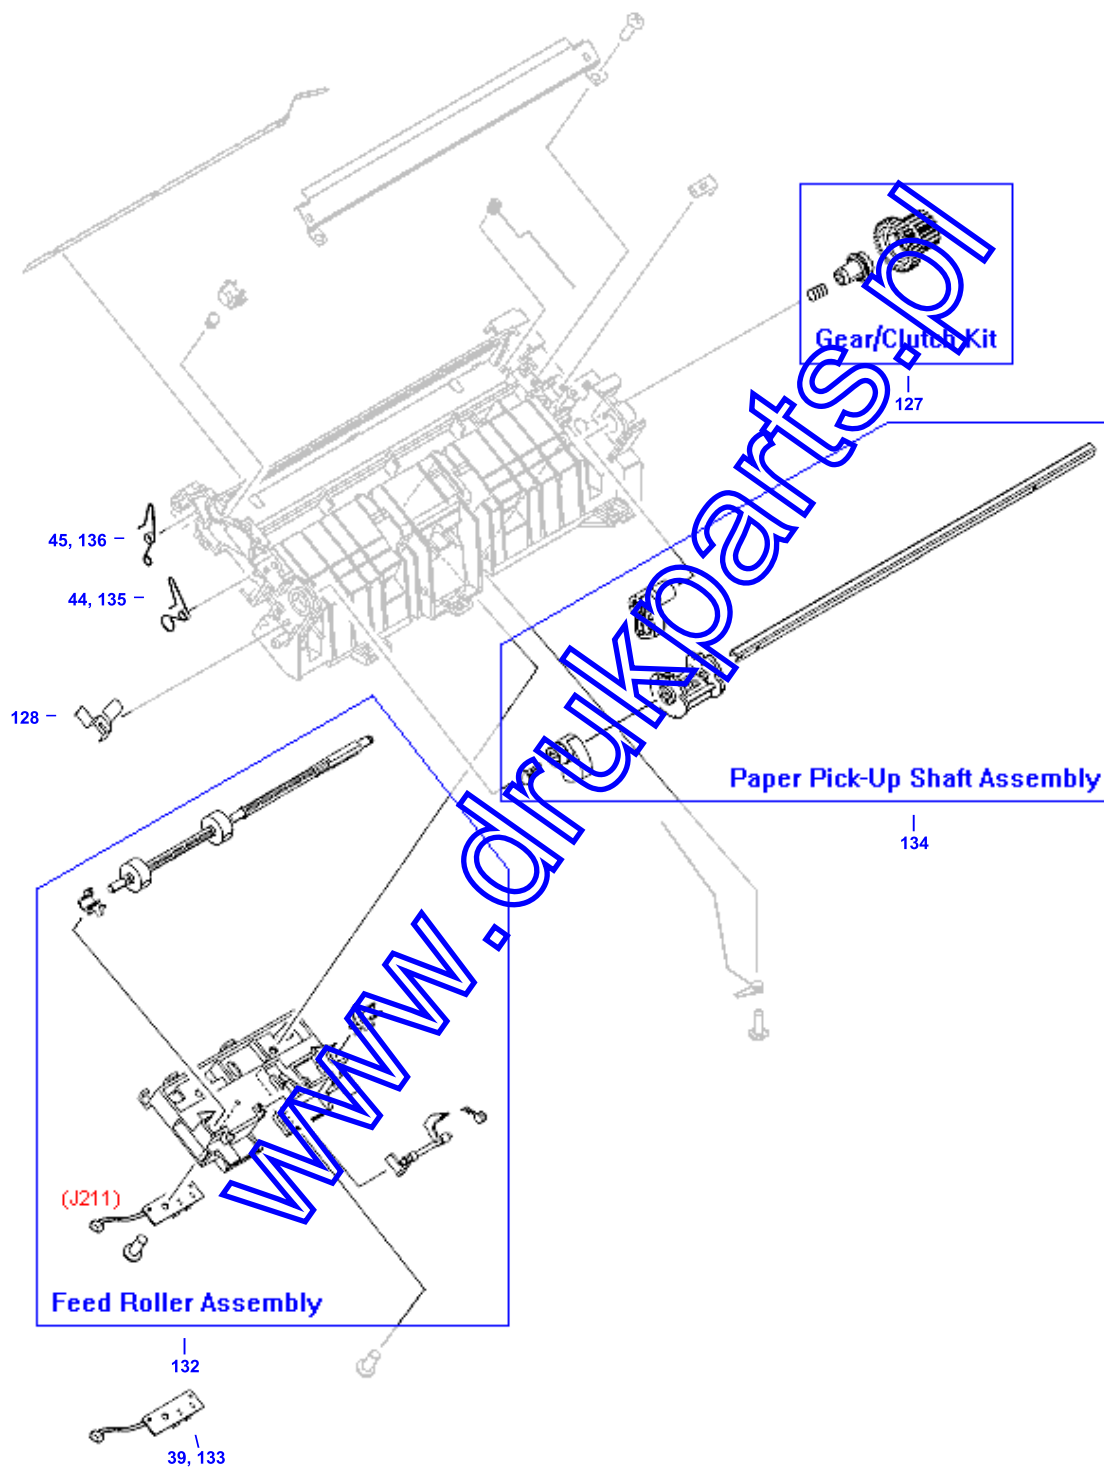 Gear/Clutch Kit
127
45, 136
44, 135
128
Paper Pick-Up Shaft Assembly
134
(J211)
Feed Roller Assembly
132
39, 133
www.drukparts.pl